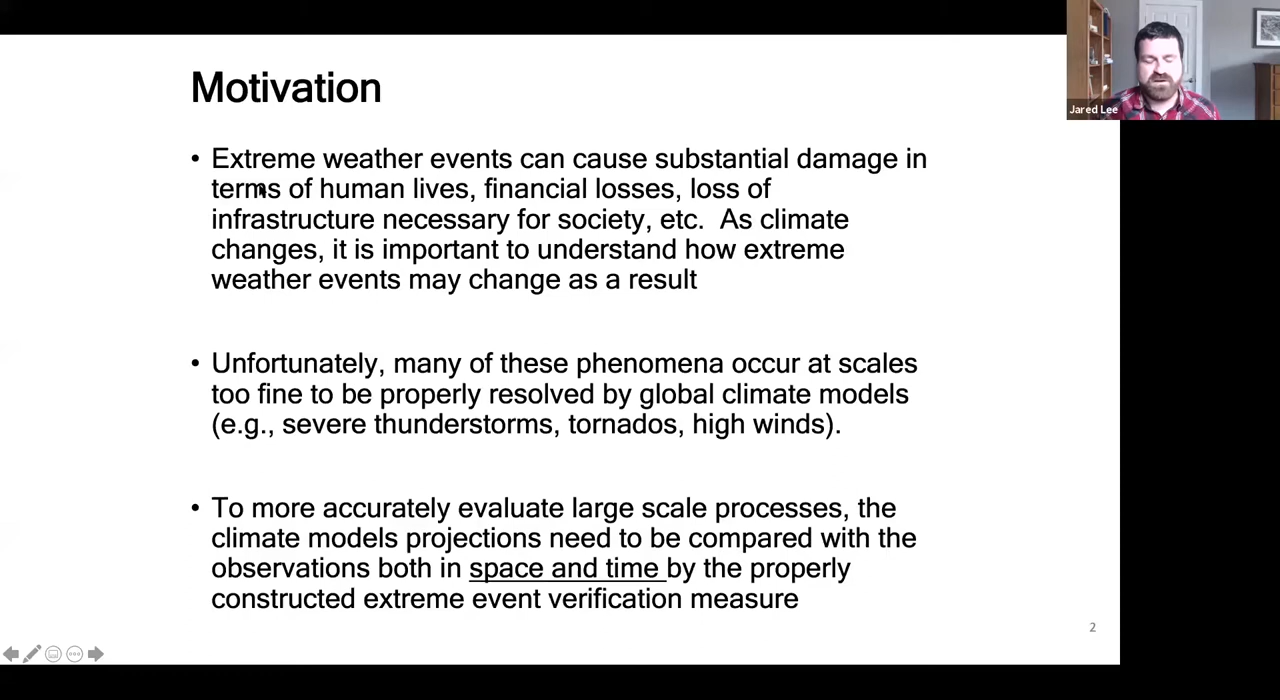 Motivation
• Extreme weather events can cause substantial damage in
terms of human lives, financial losses, loss of
infrastructure necessary for society, etc.  As climate
changes, it is important to understand how extreme
weather events may change as a result
• Unfortunately, many of these phenomena occur at scales
too fine to be properly resolved by global climate models
(e.g., severe thunderstorms, tornados, high winds).
• To more accurately evaluate large scale processes, the
climate models projections need to be compared with the
observations both in space and time by the properly
constructed extreme event verification measure
2
Jared Lee